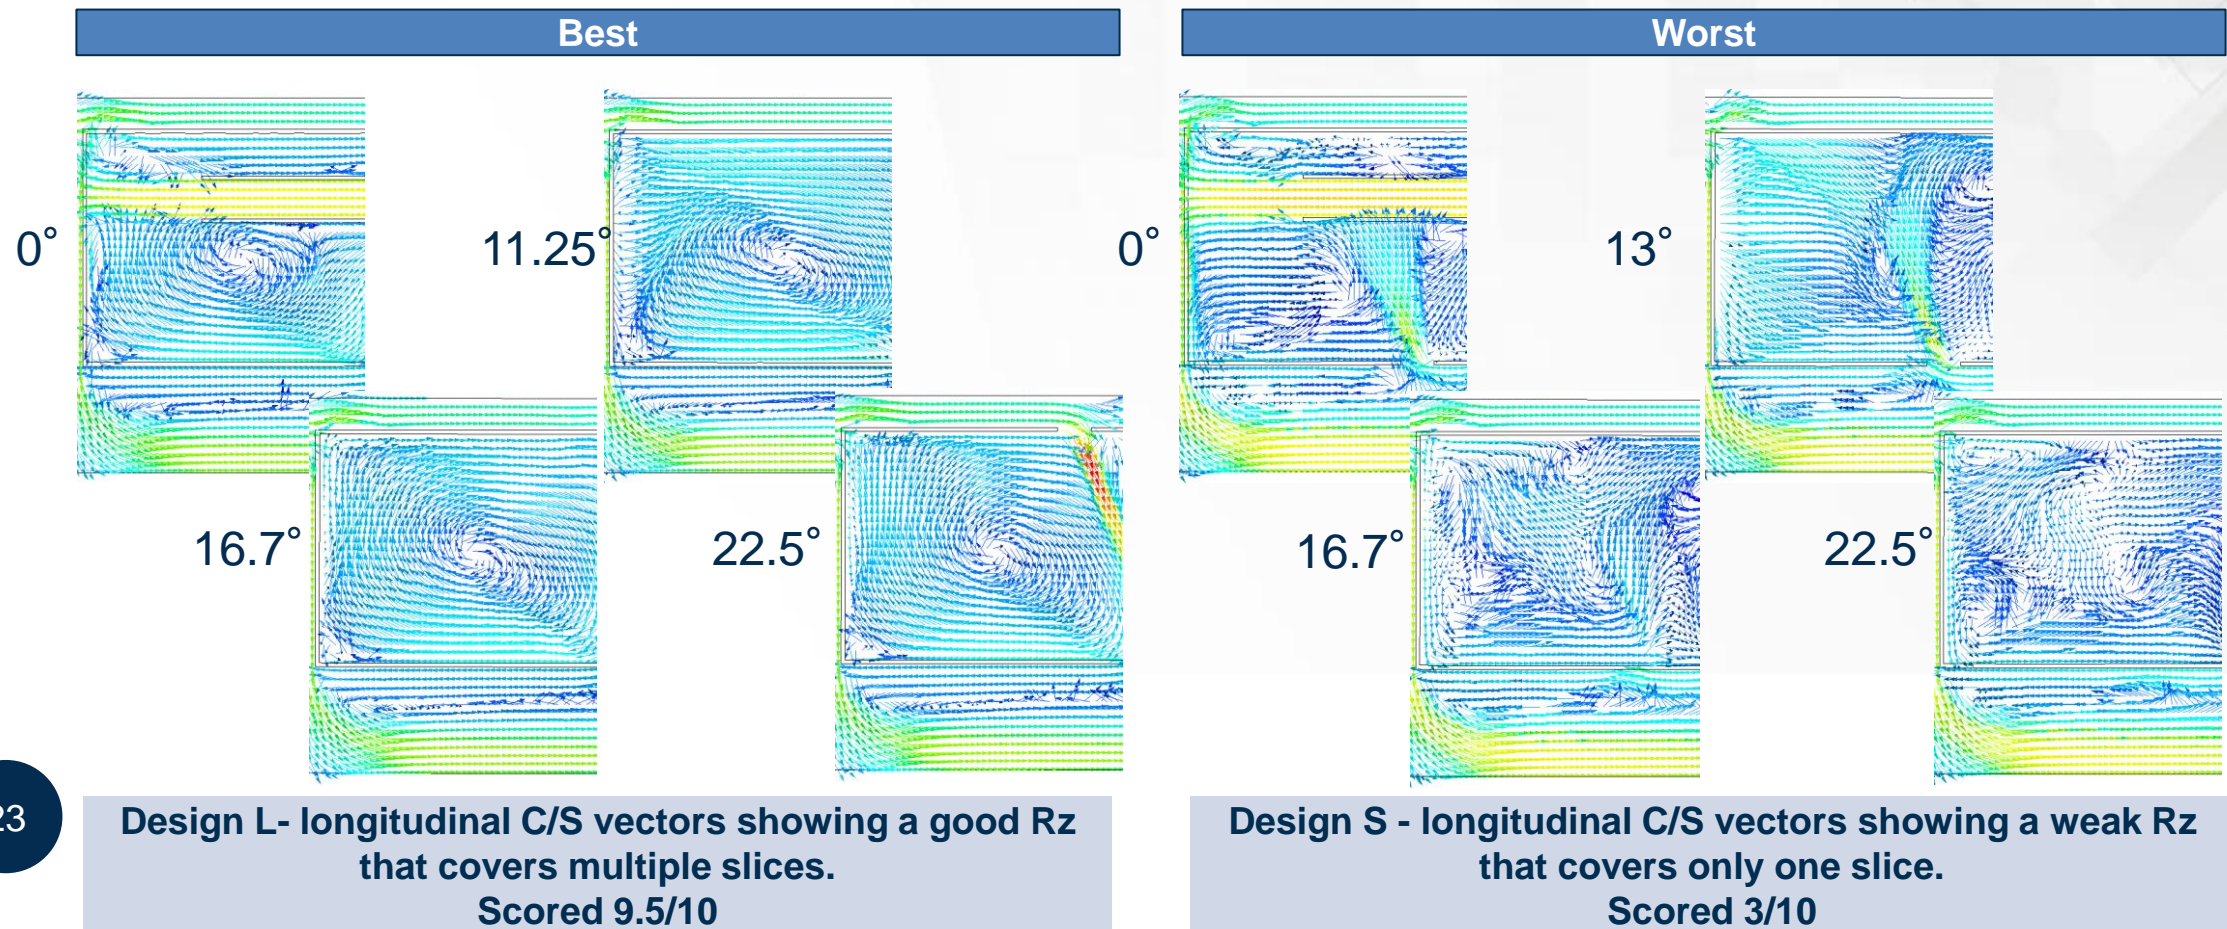 Best
Worst
0°
11.25°
0°
13°
16.7°
22.5°
16.7°
22.5°
23
Design L- longitudinal C/S vectors showing a good Rz
that covers multiple slices.
Scored 9.5/10
Design S - longitudinal C/S vectors showing a weak Rz
that covers only one slice.
Scored 3/10